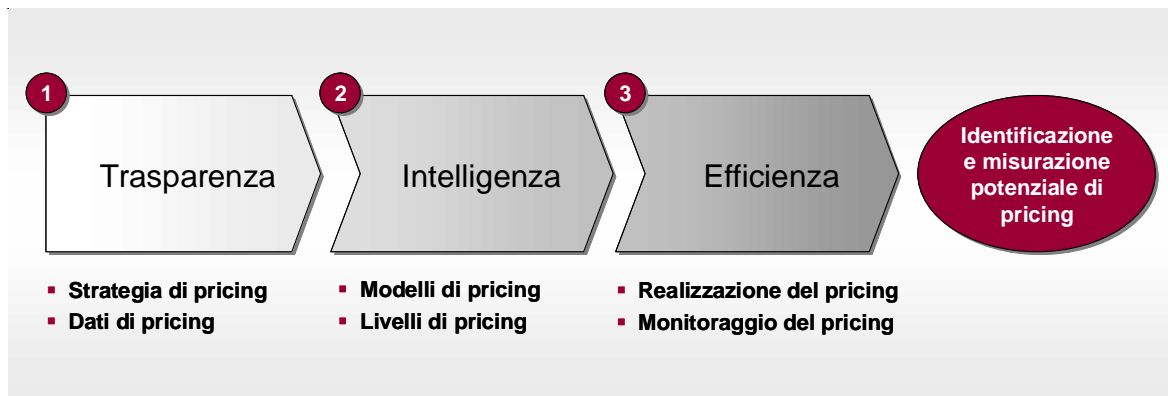 1
Trasparenza
▪ Strategia di pricing
▪ Dati di pricing
2
Intelligenza
▪ Modelli di pricing
▪ Livelli di pricing
3
Efficienza
▪ Realizzazione del pricing
▪ Monitoraggio del pricing
Identificazione
e misurazione
potenziale di
pricing